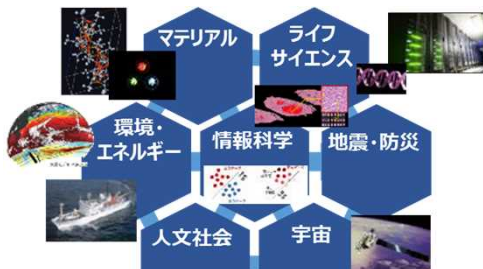 マテリアル
ライフ
サイエンス
環境・
エネルギー
情報科学
地震・防災
人文社会
宇宙